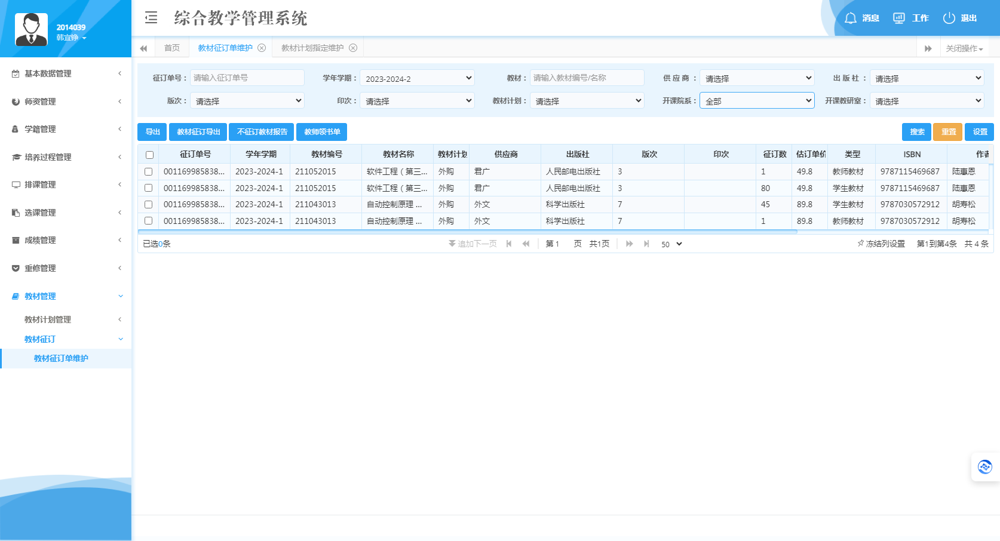 2014039
韩宜铮
综合教学管理系统
消息 工作 退出
首页 教材征订单维护 教材计划指定维护 关闭操作
基本数据管理
师资管理
学籍管理
培养过程管理
排课管理
选课管理
成绩管理
重修管理
教材管理
教材计划管理
教材征订
教材征订单维护
征订单号： 请输入征订单号 学年学期： 2023-2024-2 教材： 请输入教材编号/名称 供 应 商 ： 请选择 出 版 社 ： 请选择
版次： 请选择 印次： 请选择 教材计划： 请选择 开课院系： 全部 开课教研室： 请选择
导出 教材征订导出 不征订教材报告 教师领书单 搜索 重置 设置
征订单号 学年学期 教材编号 教材名称 教材计划 供应商 出版社 版次 印次 征订数 估订单价 类型 ISBN 作者
001169985838... 2023-2024-1 211052015 软件工程（第三... 外购 君广 人民邮电出版社 3 1 49.8 教师教材 9787115469687 陆惠恩
001169985838... 2023-2024-1 211052015 软件工程（第三... 外购 君广 人民邮电出版社 3 80 49.8 学生教材 9787115469687 陆惠恩
001169985838... 2023-2024-1 211043013 自动控制原理 ... 外购 外文 科学出版社 7 45 89.8 学生教材 9787030572912 胡寿松
001169985838... 2023-2024-1 211043013 自动控制原理 ... 外购 外文 科学出版社 7 1 89.8 教师教材 9787030572912 胡寿松
已选0条 追加下一页 第 1 页 共1页 50 冻结列设置 第1到第4条 共 4 条